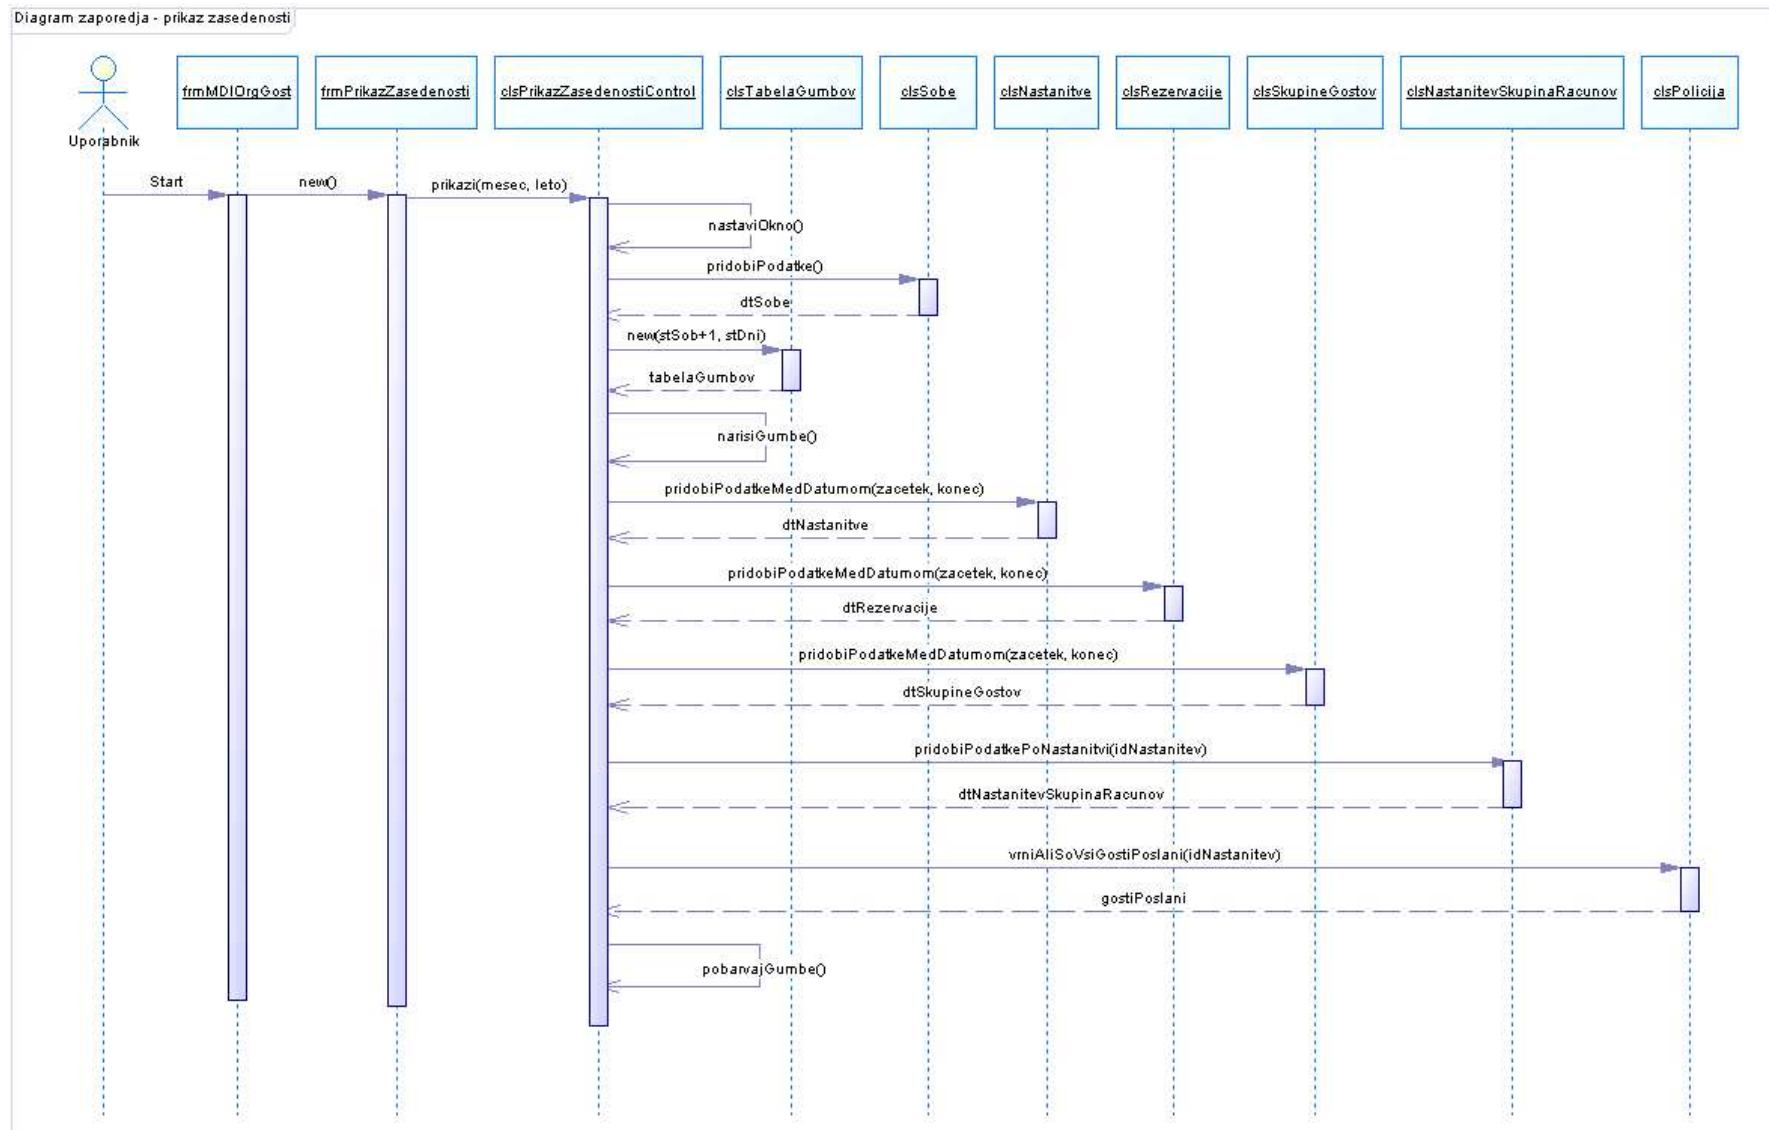 Diagram zaporedja - prikaz zasedenosti
Uporabnik
frmMDIOrgGost
frmPrikazZasedenosti
clsPrikazZasedenostiControl
clsTabelaGumbov
clsSobe
clsNastanitve
clsRezervacije
clsSkupineGostov
clsNastanitevSkupinaRacunov
clsPolicija
Start
new()
prikazi(mesec, leto)
nastaviOkno()
pridobiPodatke()
dtSobe
new(stSob+1, stDni)
tabelaGumbov
narisiGumbe()
pridobiPodatkeMedDatumom(zacetek, konec)
dtNastanitve
pridobiPodatkeMedDatumom(zacetek, konec)
dtRezervacije
pridobiPodatkeMedDatumom(zacetek, konec)
dtSkupineGostov
pridobiPodatkePoNastanitvi(idNastanitev)
dtNastanitevSkupinaRacunov
vrniAliSoVsiGostiPoslani(idNastanitev)
gostiPoslani
pobarvajGumbe()